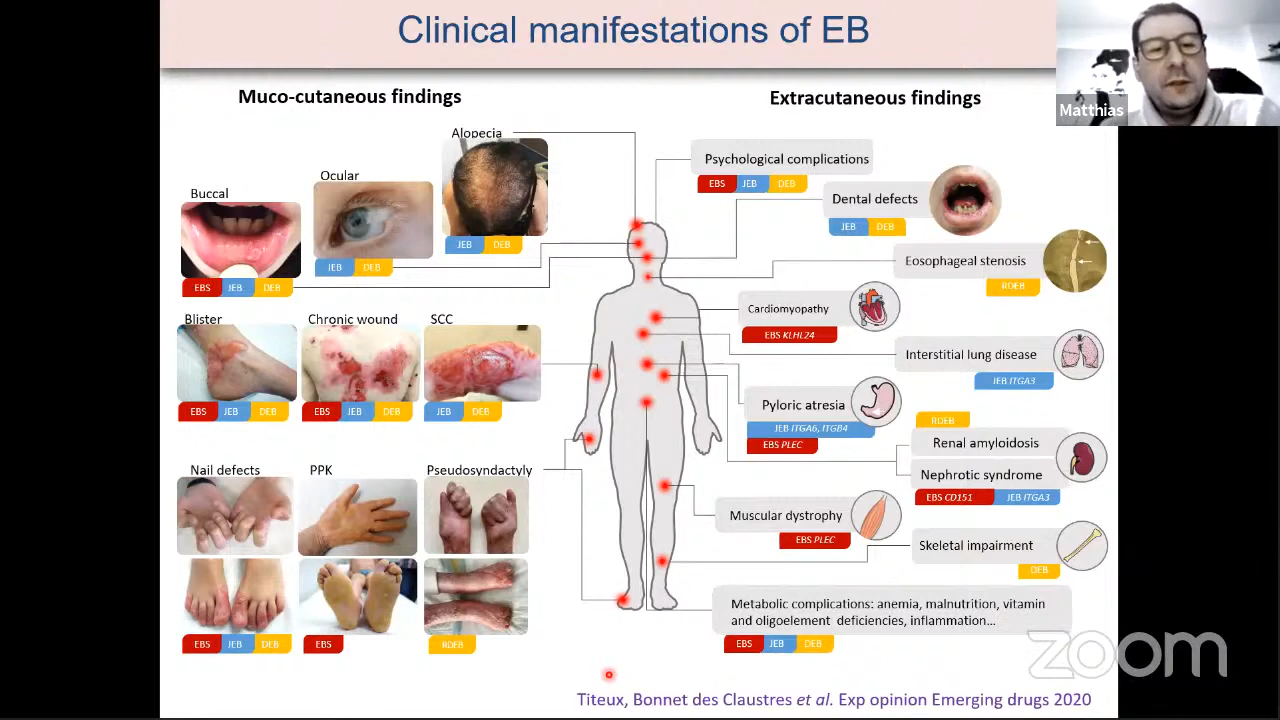 Clinical manifestations of EB
Matthias
Muco-cutaneous findings
Extracutaneous findings
Alopecia
JEB DEB
Ocular
JEB DEB
Buccal
EBS JEB DEB
Blister
EBS JEB DEB
Chronic wound
EBS JEB DEB
SCC
JEB DEB
Nail defects
EBS JEB DEB
PPK
EBS
Pseudosyndactyly
RDEB
Psychological complications
EBS JEB DEB
Dental defects
JEB DEB
Eosophageal stenosis
RDEB
Cardiomyopathy
EBS KLHL24
Interstitial lung disease
JEB ITGA3
Pyloric atresia
JEB ITGA6, ITGB4
EBS PLEC
RDEB
Renal amyloidosis
Nephrotic syndrome
EBS CD151 JEB ITGA3
Muscular dystrophy
EBS PLEC
Skeletal impairment
DEB
Metabolic complications: anemia, malnutrition, vitamin
and oligoelement deficiencies, inflammation...
EBS JEB DEB
zoom
Titeux, Bonnet des Claustres et al. Exp opinion Emerging drugs 2020